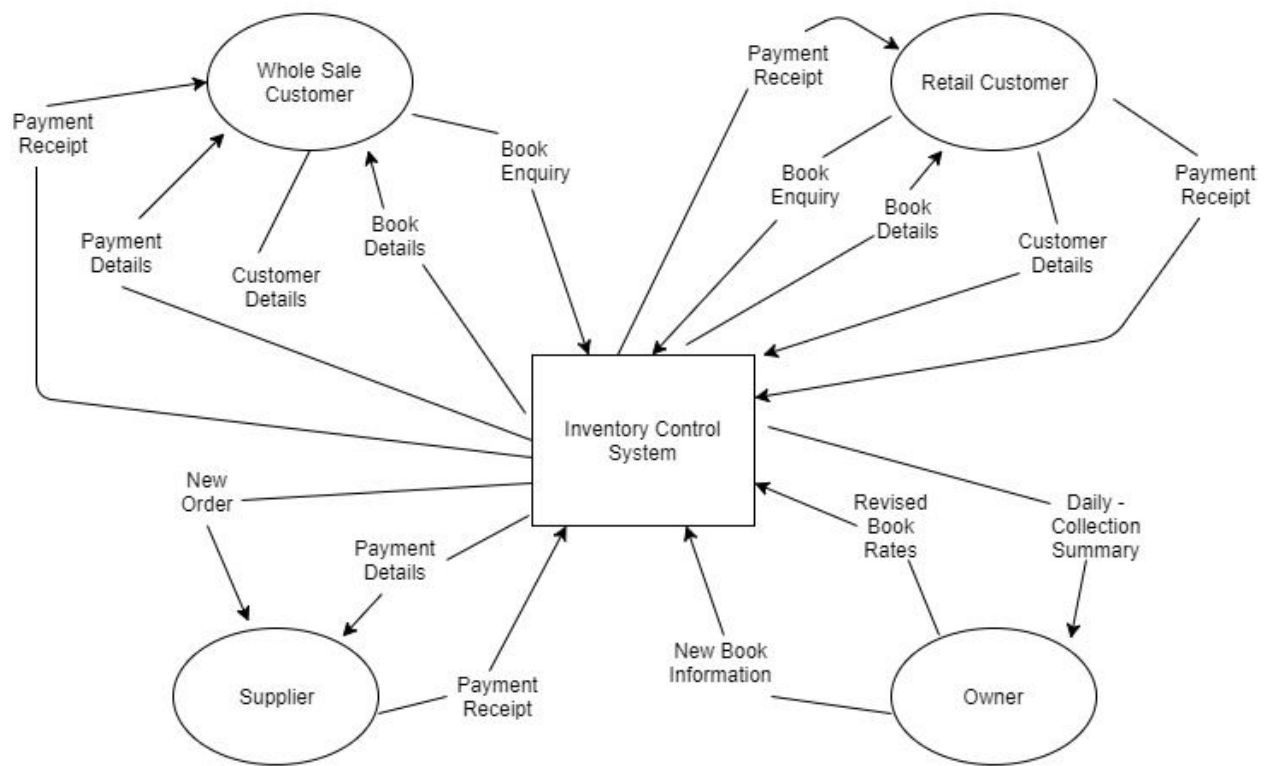 Whole Sale
Customer
Payment
Receipt
Retail Customer
Payment
Receipt
Book
Enquiry
Book
Enquiry
Payment
Receipt
Payment
Details
Customer
Details
Book
Details
Book
Details
Customer
Details
Inventory Control
System
New
Order
Payment
Details
Revised
Book
Rates
Daily -
Collection
Summary
Supplier
Payment
Receipt
New Book
Information
Owner